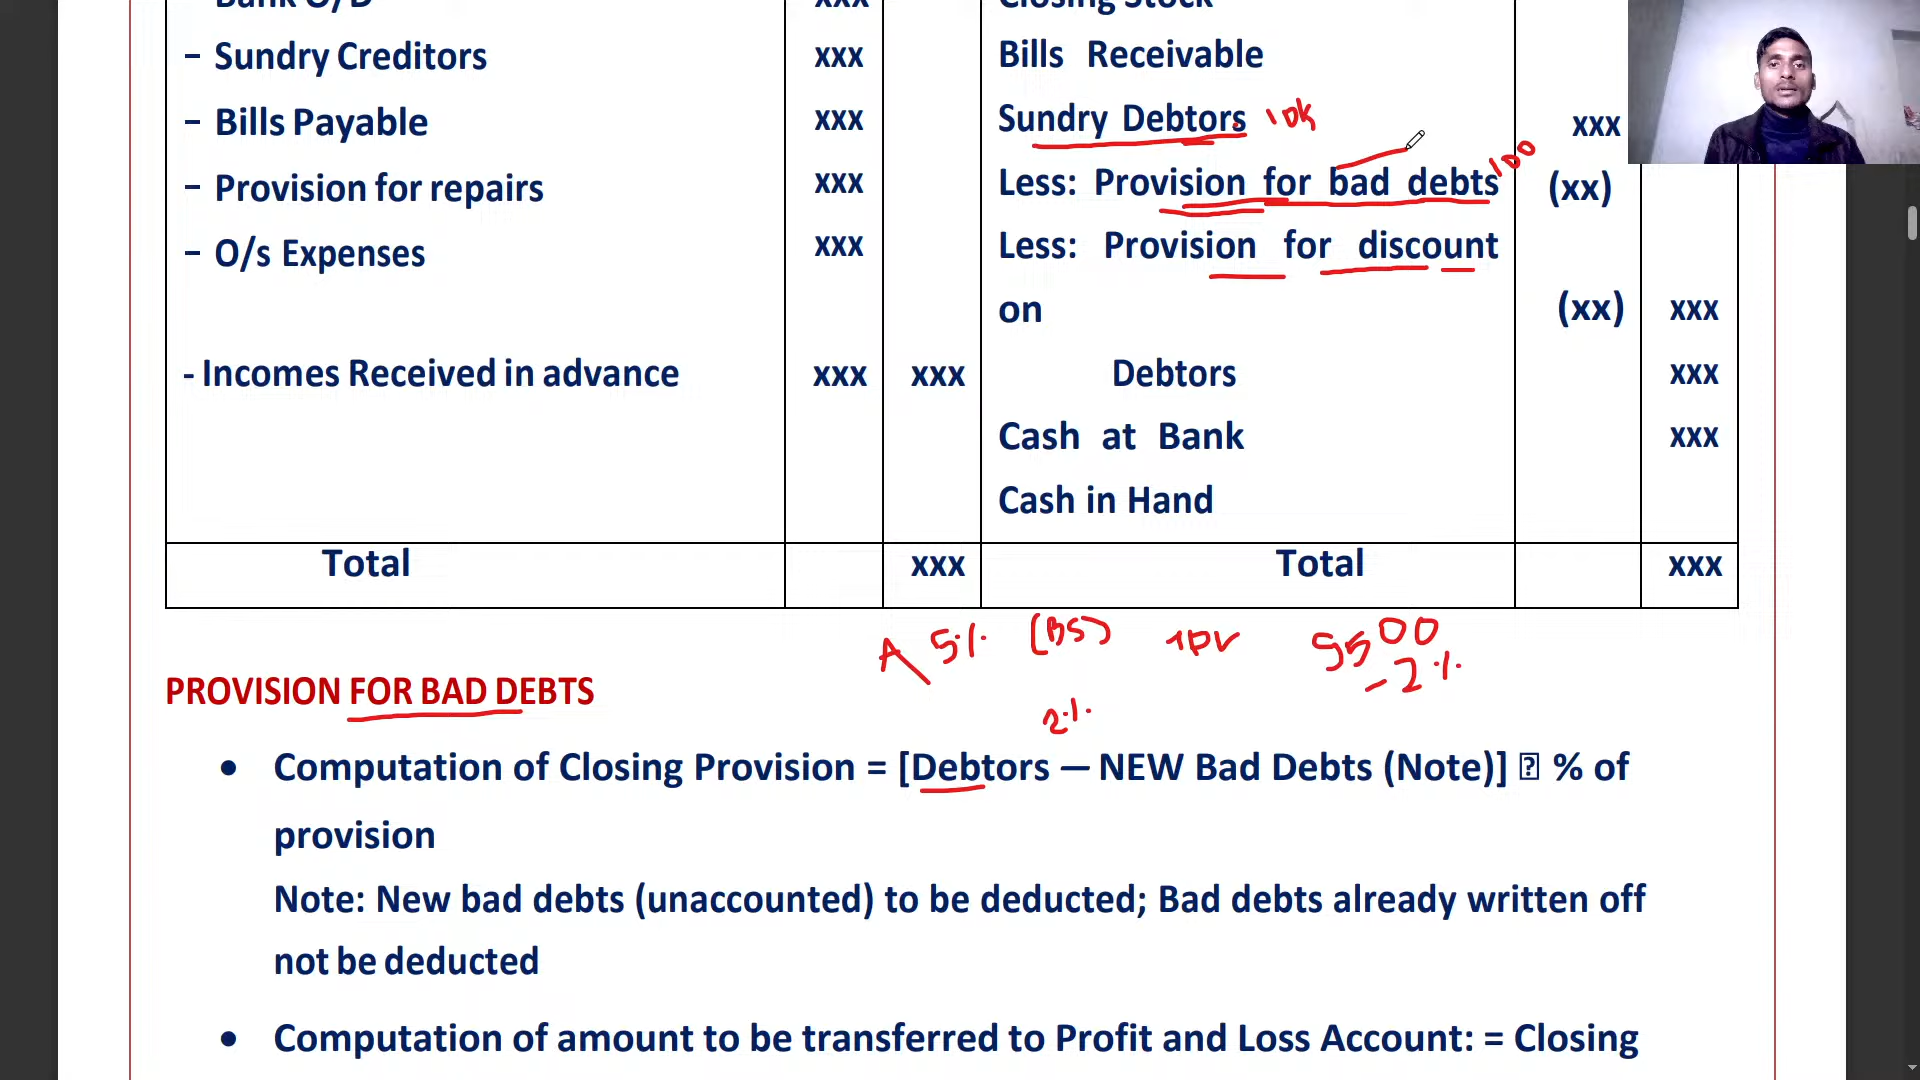 Bank O/D xxx Closing Stock
− Sundry Creditors xxx Bills Receivable
− Bills Payable xxx Sundry Debtors 10k xxx
− Provision for repairs xxx Less: Provision for bad debts 100 (xx)
− O/s Expenses xxx Less: Provision for discount
on (xx) xxx
- Incomes Received in advance xxx xxx Debtors xxx
Cash at Bank xxx
Cash in Hand
Total xxx Total xxx
A 5% (BS) 9500
-2%
PROVISION FOR BAD DEBTS
2%
• Computation of Closing Provision = [Debtors — NEW Bad Debts (Note)] % of
provision
Note: New bad debts (unaccounted) to be deducted; Bad debts already written off
not be deducted
• Computation of amount to be transferred to Profit and Loss Account: = Closing